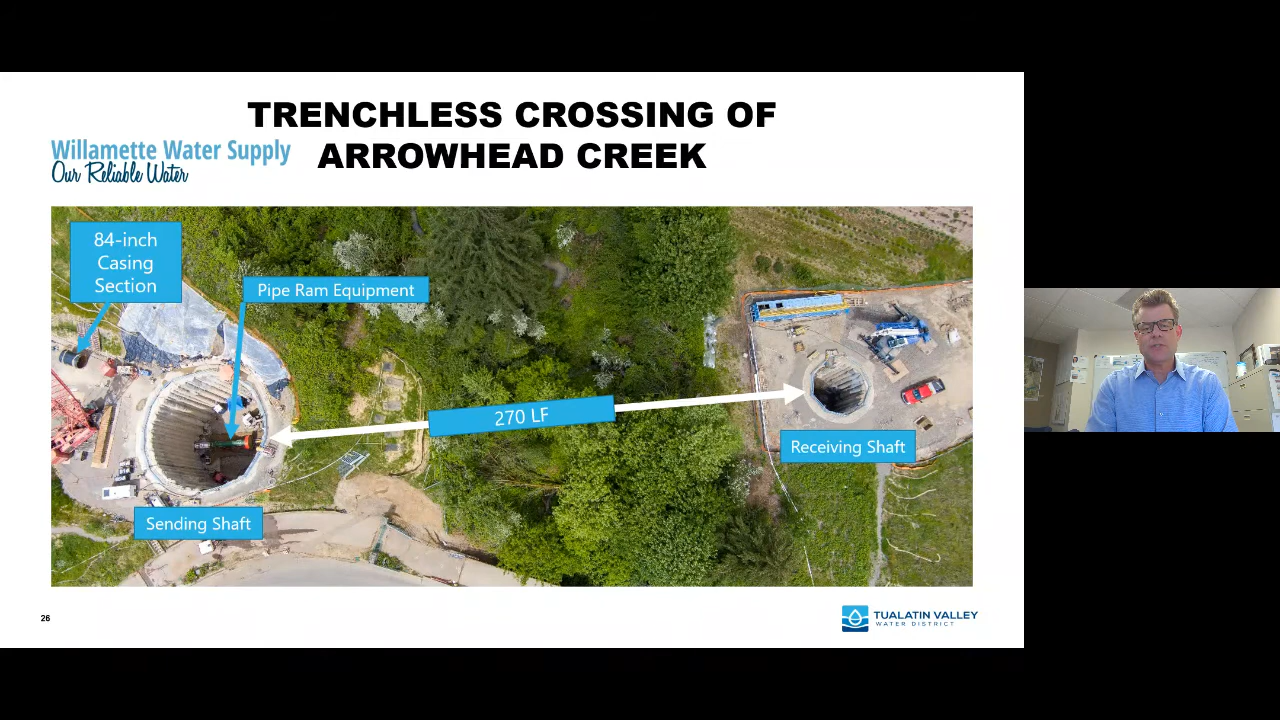 TRENCHLESS CROSSING OF
ARROWHEAD CREEK
Willamette Water Supply
Our Reliable Water
84-inch
Casing
Section
Pipe Ram Equipment
270 LF
Receiving Shaft
Sending Shaft
26
TUALATIN VALLEY
WATER DISTRICT